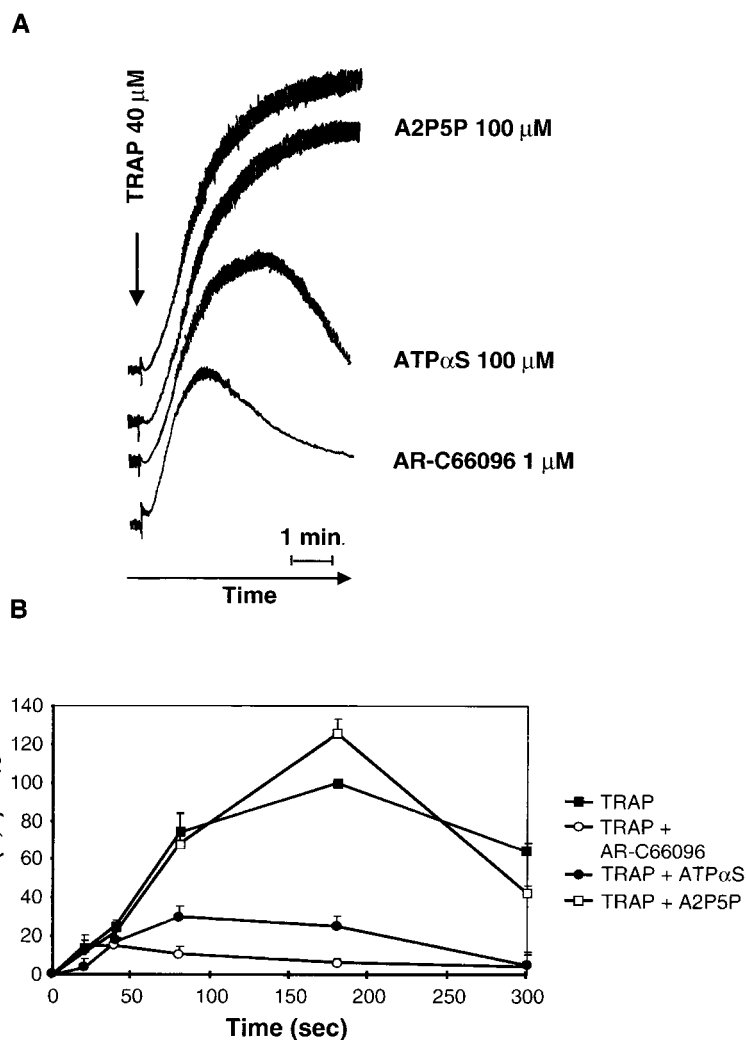 A
TRAP 40 µM
A2P5P 100 µM
ATPαS 100 µM
AR-C66096 1 µM
1 min.
Time
B
140
120
100
80
60
40
20
0
0 50 100 150 200 250 300
Time (sec)
TRAP
TRAP +
AR-C66096
TRAP + ATPαS
TRAP + A2P5P